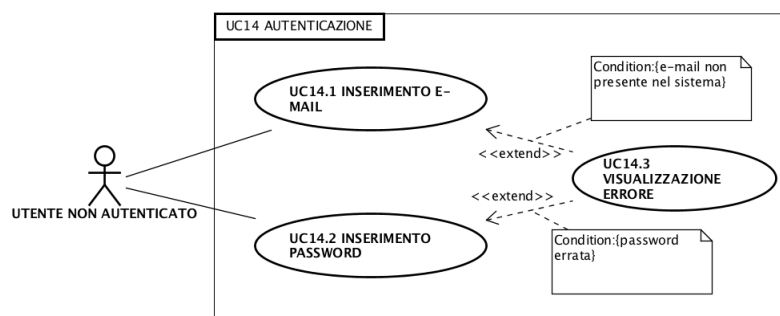 UC14 AUTENTICAZIONE
Condition:{e-mail non
presente nel sistema}
UC14.1 INSERIMENTO E-
MAIL
<<extend>>
UC14.3
VISUALIZZAZIONE
ERRORE
<<extend>>
UTENTE NON AUTENTICATO
UC14.2 INSERIMENTO
PASSWORD
Condition:{password
errata}